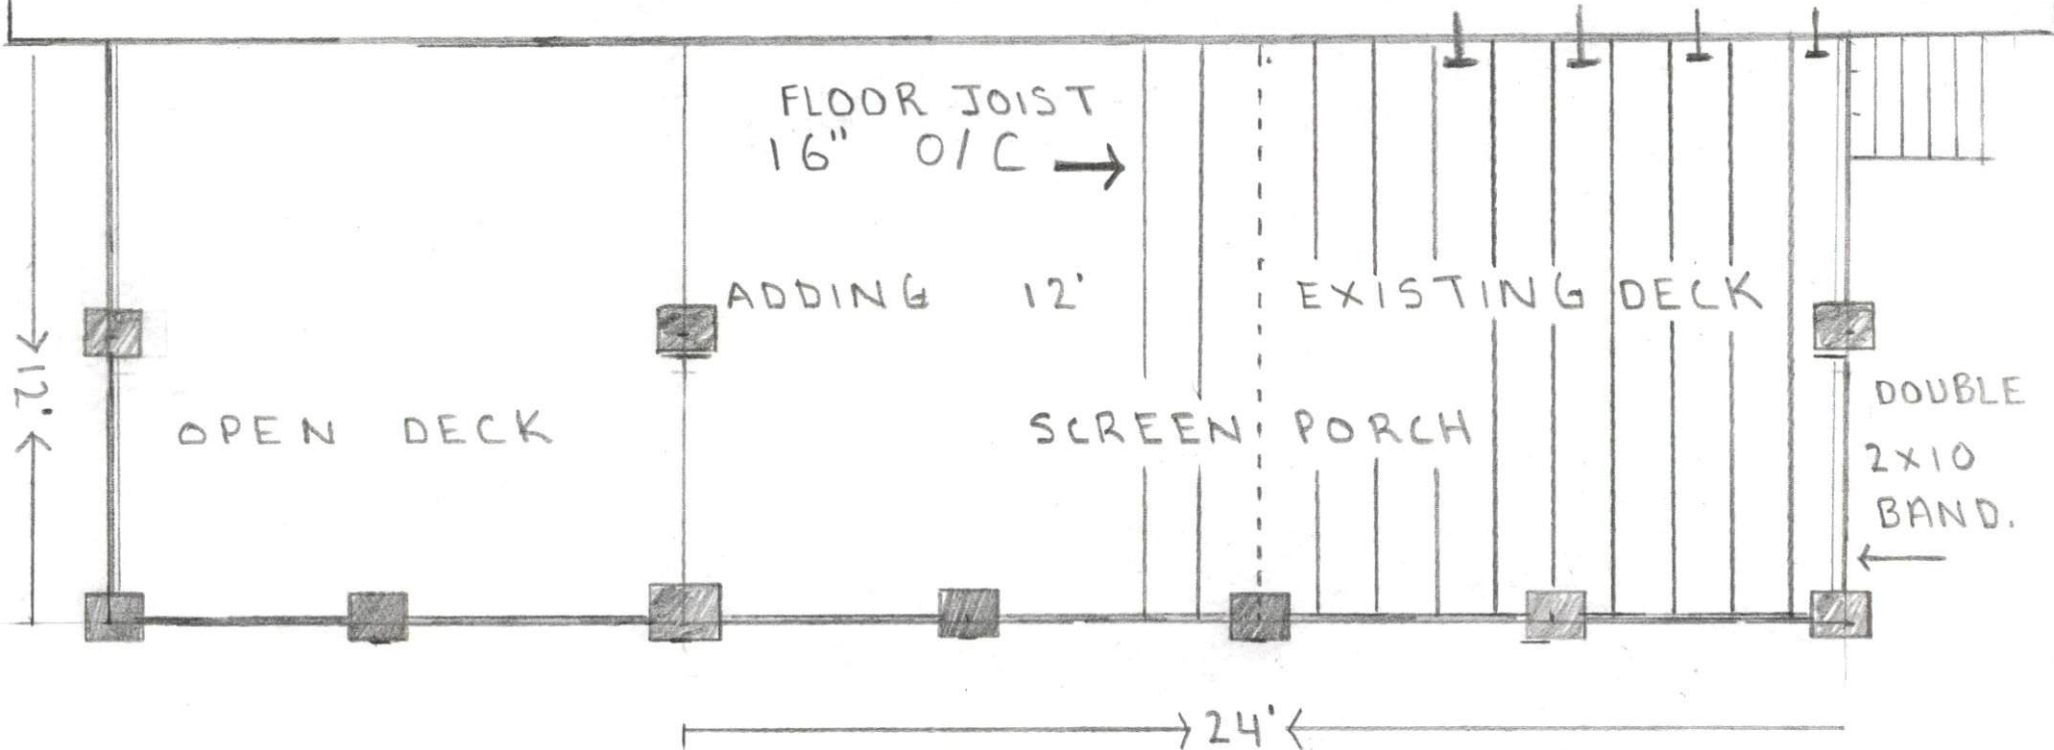 FLOOR JOIST
16" O/C
ADDING 12'
EXISTING DECK
12'
OPEN DECK
SCREEN PORCH
DOUBLE
2X10
BAND.
24'